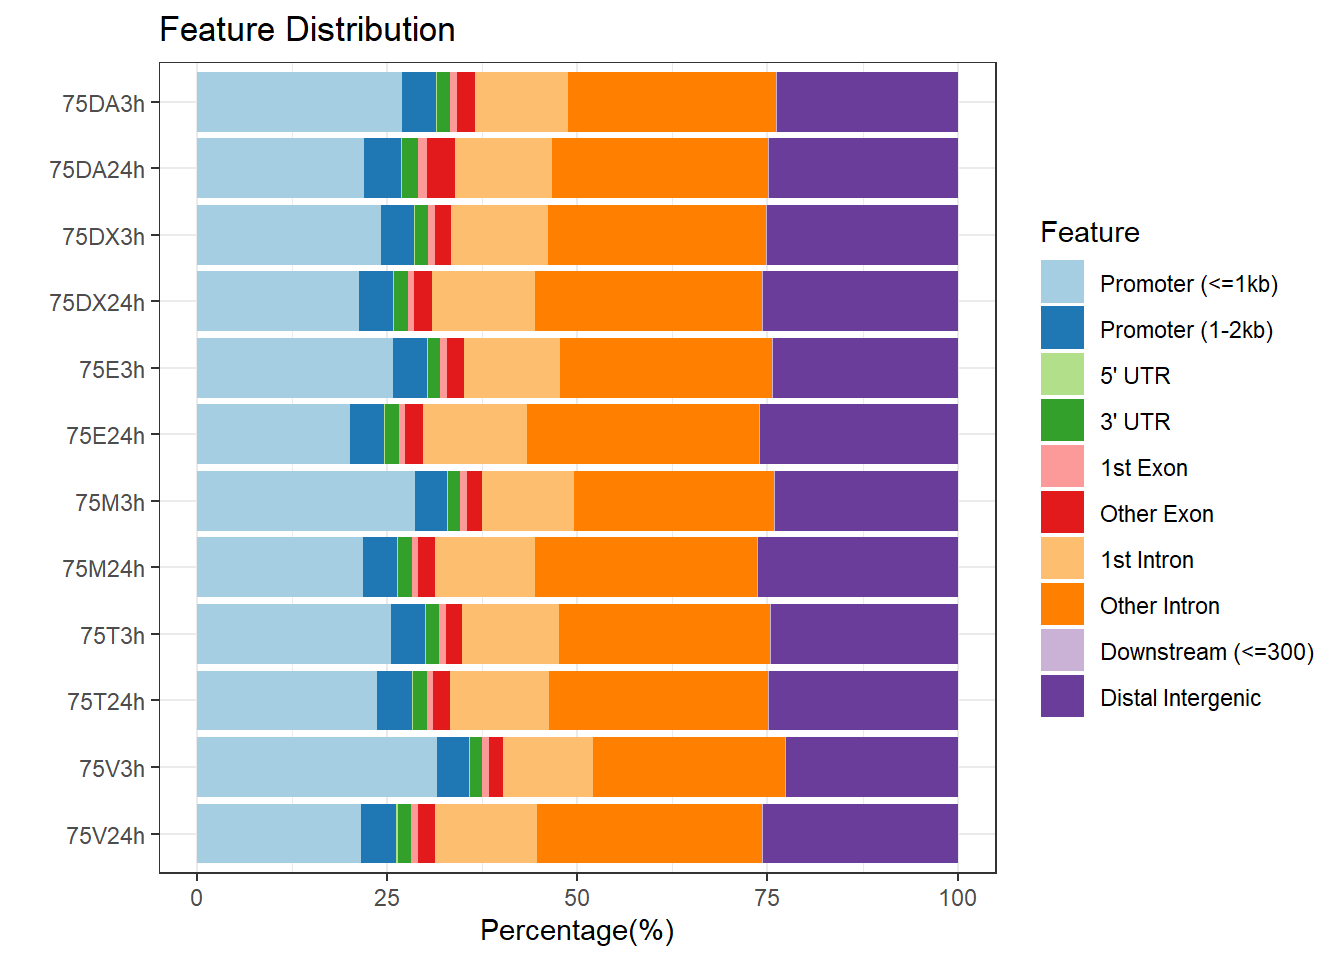 Feature Distribution
75DA3h
75DA24h
75DX3h
75DX24h
75E3h
75E24h
75M3h
75M24h
75T3h
75T24h
75V3h
75V24h
0 25 50 75 100
Percentage(%)
Feature
Promoter (<=1kb)
Promoter (1-2kb)
5' UTR
3' UTR
1st Exon
Other Exon
1st Intron
Other Intron
Downstream (<=300)
Distal Intergenic